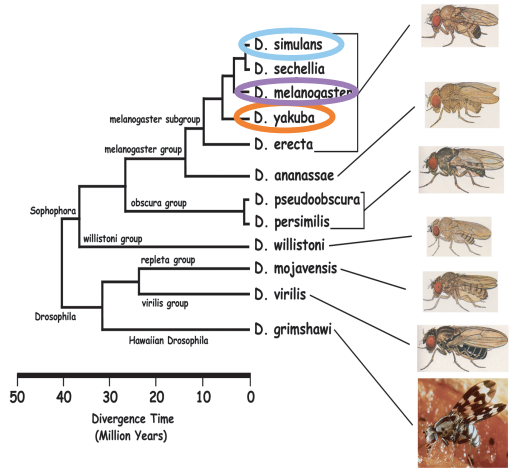 D. simulans
D. sechellia
D. melanogaster
D. yakuba
melanogaster subgroup
D. erecta
melanogaster group
D. ananassae
D. pseudoobscura
obscura group
Sophophora
D. persimilis
willistoni group
D. willistoni
repleta group
D. mojavensis
D. virilis
virilis group
Drosophila
D. grimshawi
Hawaiian Drosophila
50 40 30 20 10 0
Divergence Time
(Million Years)